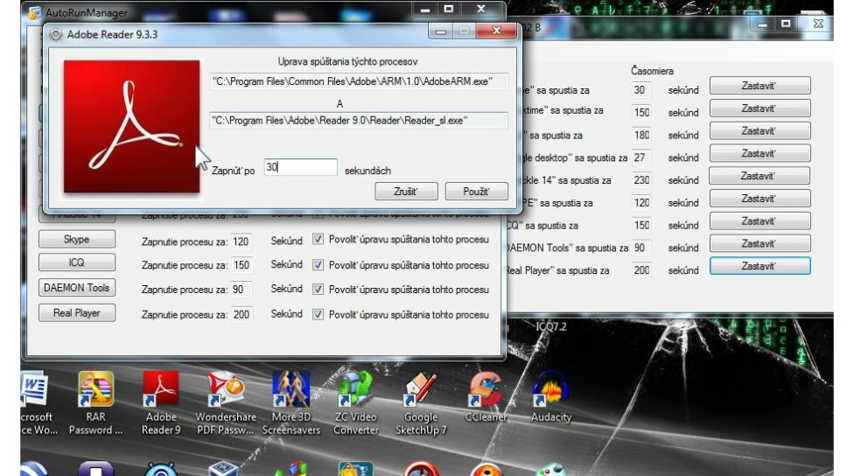 AutoRunManager
Adobe Reader 9.3.3
Uprava spúštania týchto procesov
"C:\Program Files\Common Files\Adobe\ARM\1.0\AdobeARM.exe"
A
"C:\Program Files\Adobe\Reader 9.0\Reader\Reader_sl.exe"
Zapnúť po 30 sekundách
Zrušiť Použiť
Skype Zapnutie procesu za: 120 Sekúnd Povoliť úpravu spúšťania tohto procesu
ICQ Zapnutie procesu za: 150 Sekúnd Povoliť úpravu spúšťania tohto procesu
DAEMON Tools Zapnutie procesu za: 90 Sekúnd Povoliť úpravu spúšťania tohto procesu
Real Player Zapnutie procesu za: 200 Sekúnd Povoliť úpravu spúšťania tohto procesu
Časomiera
sa spustia za 30 sekúnd Zastaviť
sa spustia za 150 sekúnd Zastaviť
sa spustia za 180 sekúnd Zastaviť
desktop" sa spustia za 27 sekúnd Zastaviť
14" sa spustia za 230 sekúnd Zastaviť
sa spustia za 120 sekúnd Zastaviť
sa spustia za 150 sekúnd Zastaviť
DAEMON Tools" sa spustia za 90 sekúnd Zastaviť
Real Player" sa spustia za 200 sekúnd Zastaviť
ICQ7.2
RAR Password ...
Adobe Reader 9
Wondershare PDF Passw...
More 3D Screensavers
ZC Video Converter
Google SketchUp 7
CCleaner
Audacity